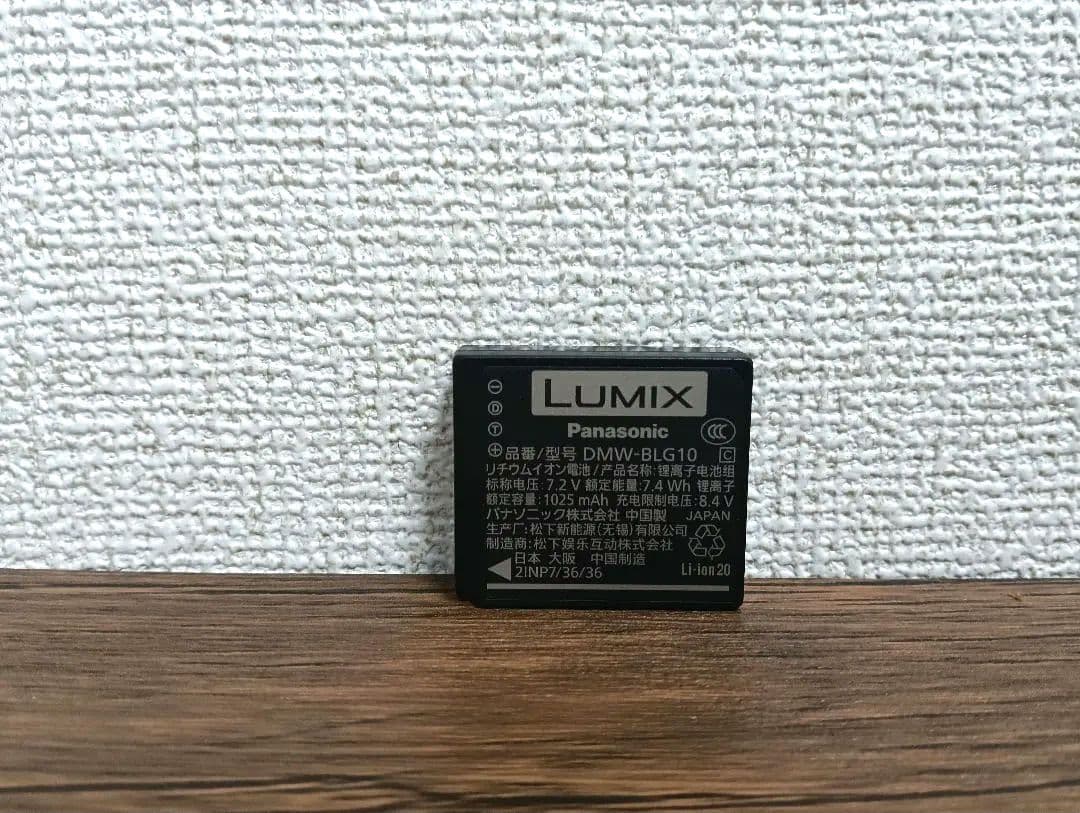 LUMIX
Panasonic
品番/型号 DMW-BLG10
リチウムイオン電池/产品名称:锂离子电池组
标称电压:7.2 V 额定能量:7.4 Wh 锂离子
额定容量:1025 mAh 充电限制电压:8.4 V
パナソニック株式会社 中国製 JAPAN
生产厂:松下新能源(无锡)有限公司
制造商:松下娱乐互动株式会社
日本 大阪 中国制造
2INP7/36/36
Li-ion20
⊖
D
T
⊕
CCC
C